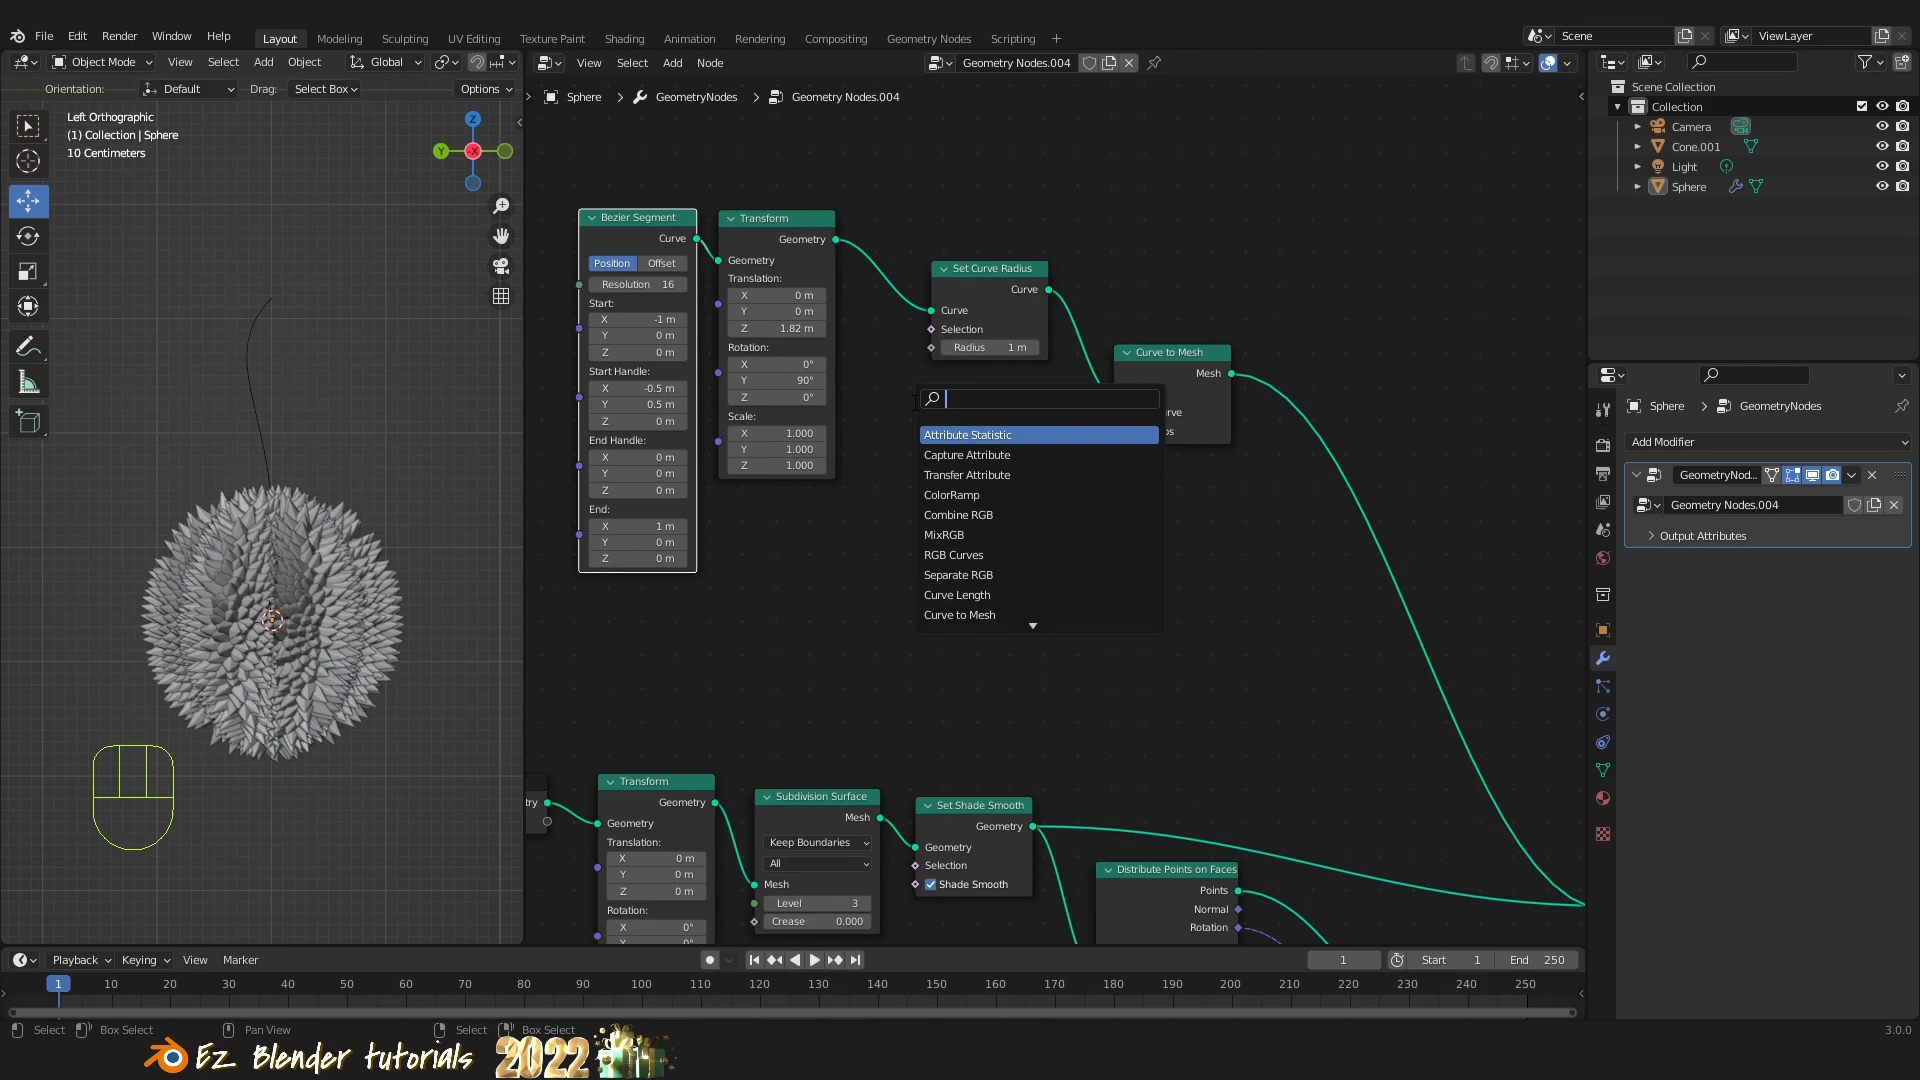 File Edit Render Window Help Layout Modeling Sculpting UV Editing Texture Paint Shading Animation Rendering Compositing Geometry Nodes Scripting + Scene ViewLayer
Object Mode View Select Add Object Global View Select Add Node Geometry Nodes.004
Orientation: Default Drag: Select Box Options
Sphere > GeometryNodes > Geometry Nodes.004
Left Orthographic
(1) Collection | Sphere
10 Centimeters
Z
Y
X
Bezier Segment
Curve
Position Offset
Resolution 16
Start:
X -1 m
Y 0 m
Z 0 m
Start Handle:
X -0.5 m
Y 0.5 m
Z 0 m
End Handle:
X 0 m
Y 0 m
Z 0 m
End:
X 1 m
Y 0 m
Z 0 m
Transform
Geometry
Geometry
Translation:
X 0 m
Y 0 m
Z 1.82 m
Rotation:
X 0°
Y 90°
Z 0°
Scale:
X 1.000
Y 1.000
Z 1.000
Set Curve Radius
Curve
Curve
Selection
Radius 1 m
Curve to Mesh
Mesh
rve
ps
Attribute Statistic
Capture Attribute
Transfer Attribute
ColorRamp
Combine RGB
MixRGB
RGB Curves
Separate RGB
Curve Length
Curve to Mesh
try
Transform
Geometry
Geometry
Translation:
X 0 m
Y 0 m
Z 0 m
Rotation:
X 0°
Y 0°
Subdivision Surface
Mesh
Keep Boundaries
All
Mesh
Level 3
Crease 0.000
Set Shade Smooth
Geometry
Geometry
Selection
Shade Smooth
Distribute Points on Faces
Points
Normal
Rotation
Scene Collection
Collection
Camera
Cone.001
Light
Sphere
Sphere > GeometryNodes
Add Modifier
GeometryNod...
Geometry Nodes.004
Output Attributes
Playback Keying View Marker 1 Start 1 End 250
1 10 20 30 40 50 60 70 80 90 100 110 120 130 140 150 160 170 180 190 200 210 220 230 240 250
Select Box Select Pan View Select Box Select 3.0.0
Ez Blender tutorials 2022